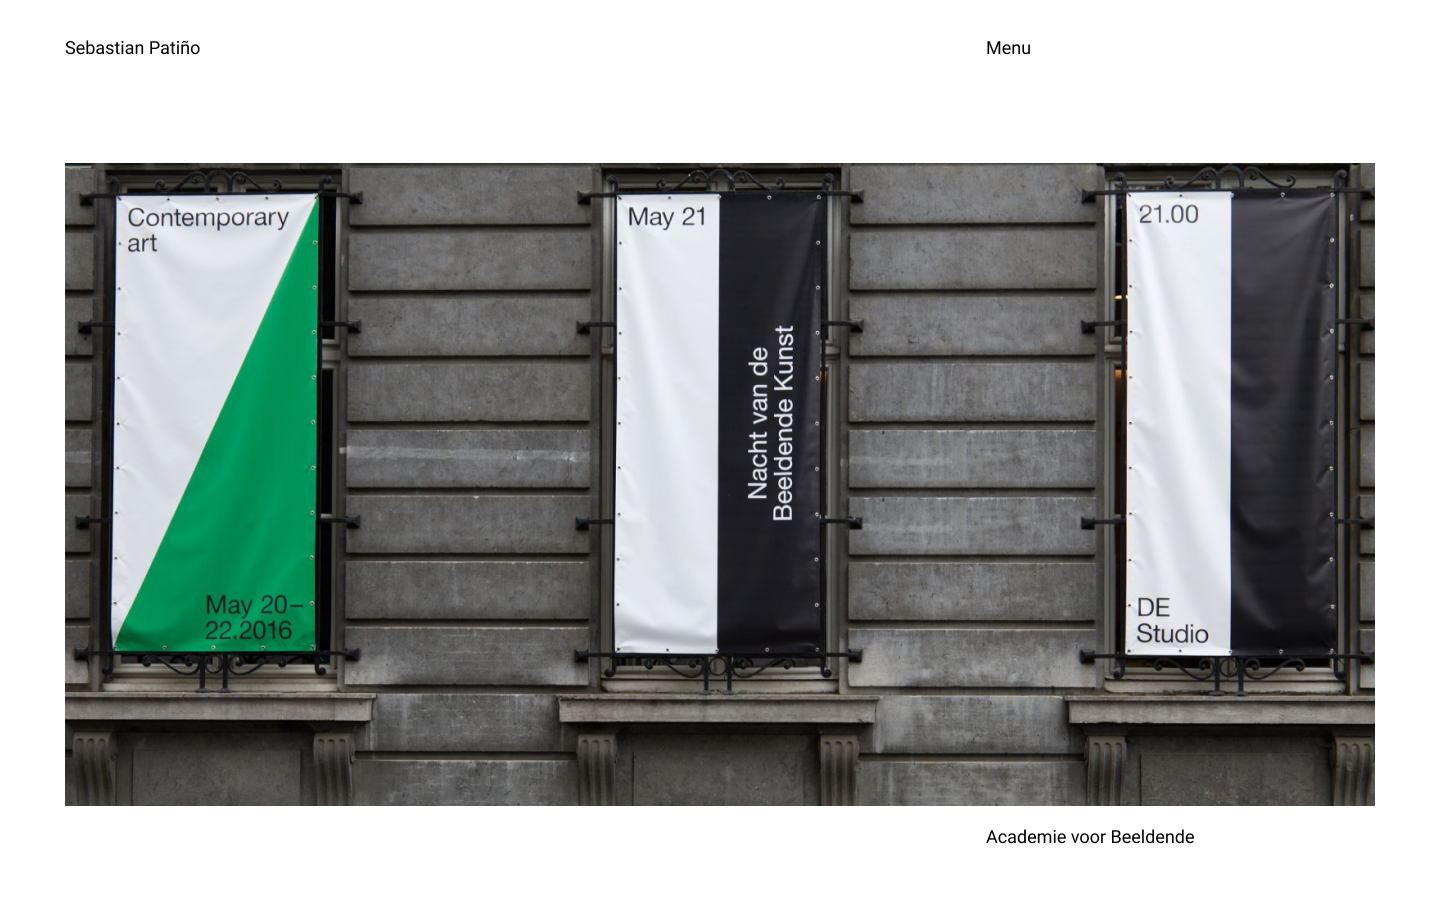 Sebastian Patiño
Menu
Contemporary
art
May 20–
22.2016
May 21
Nacht van de
Beeldende Kunst
21.00
DE
Studio
Academie voor Beeldende